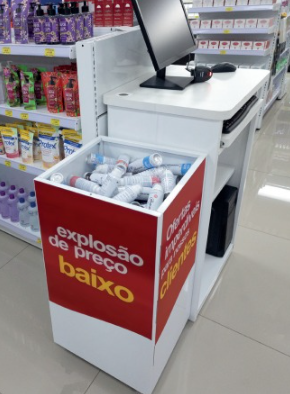 explosão
de preço
baixo
Ofertas
imperdíveis
para nossos
clientes